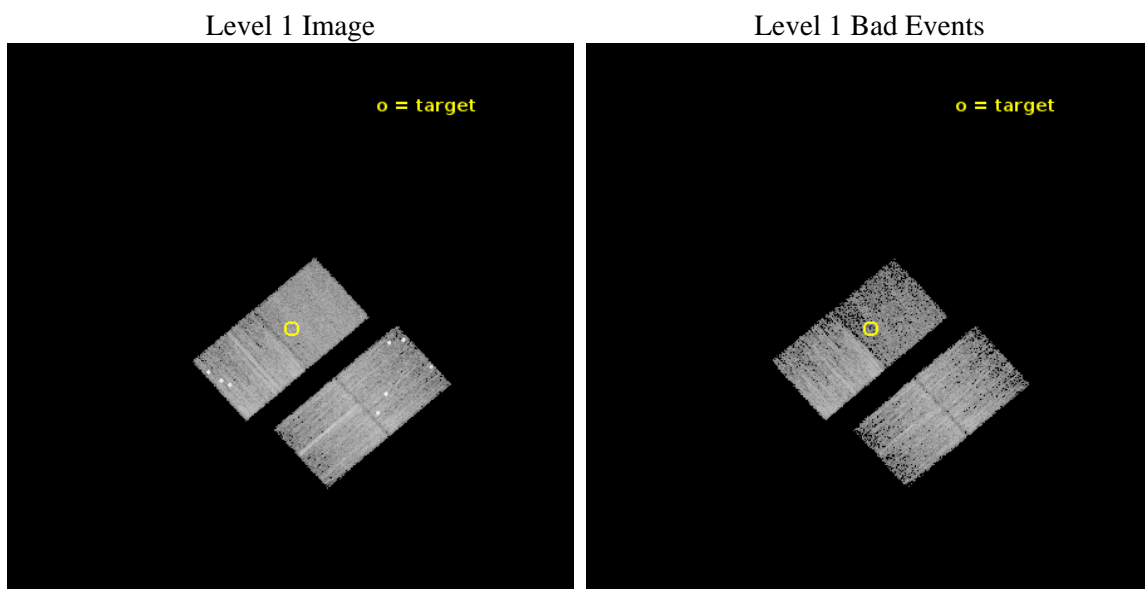 Level 1 Image
Level 1 Bad Events
o = target
o = target